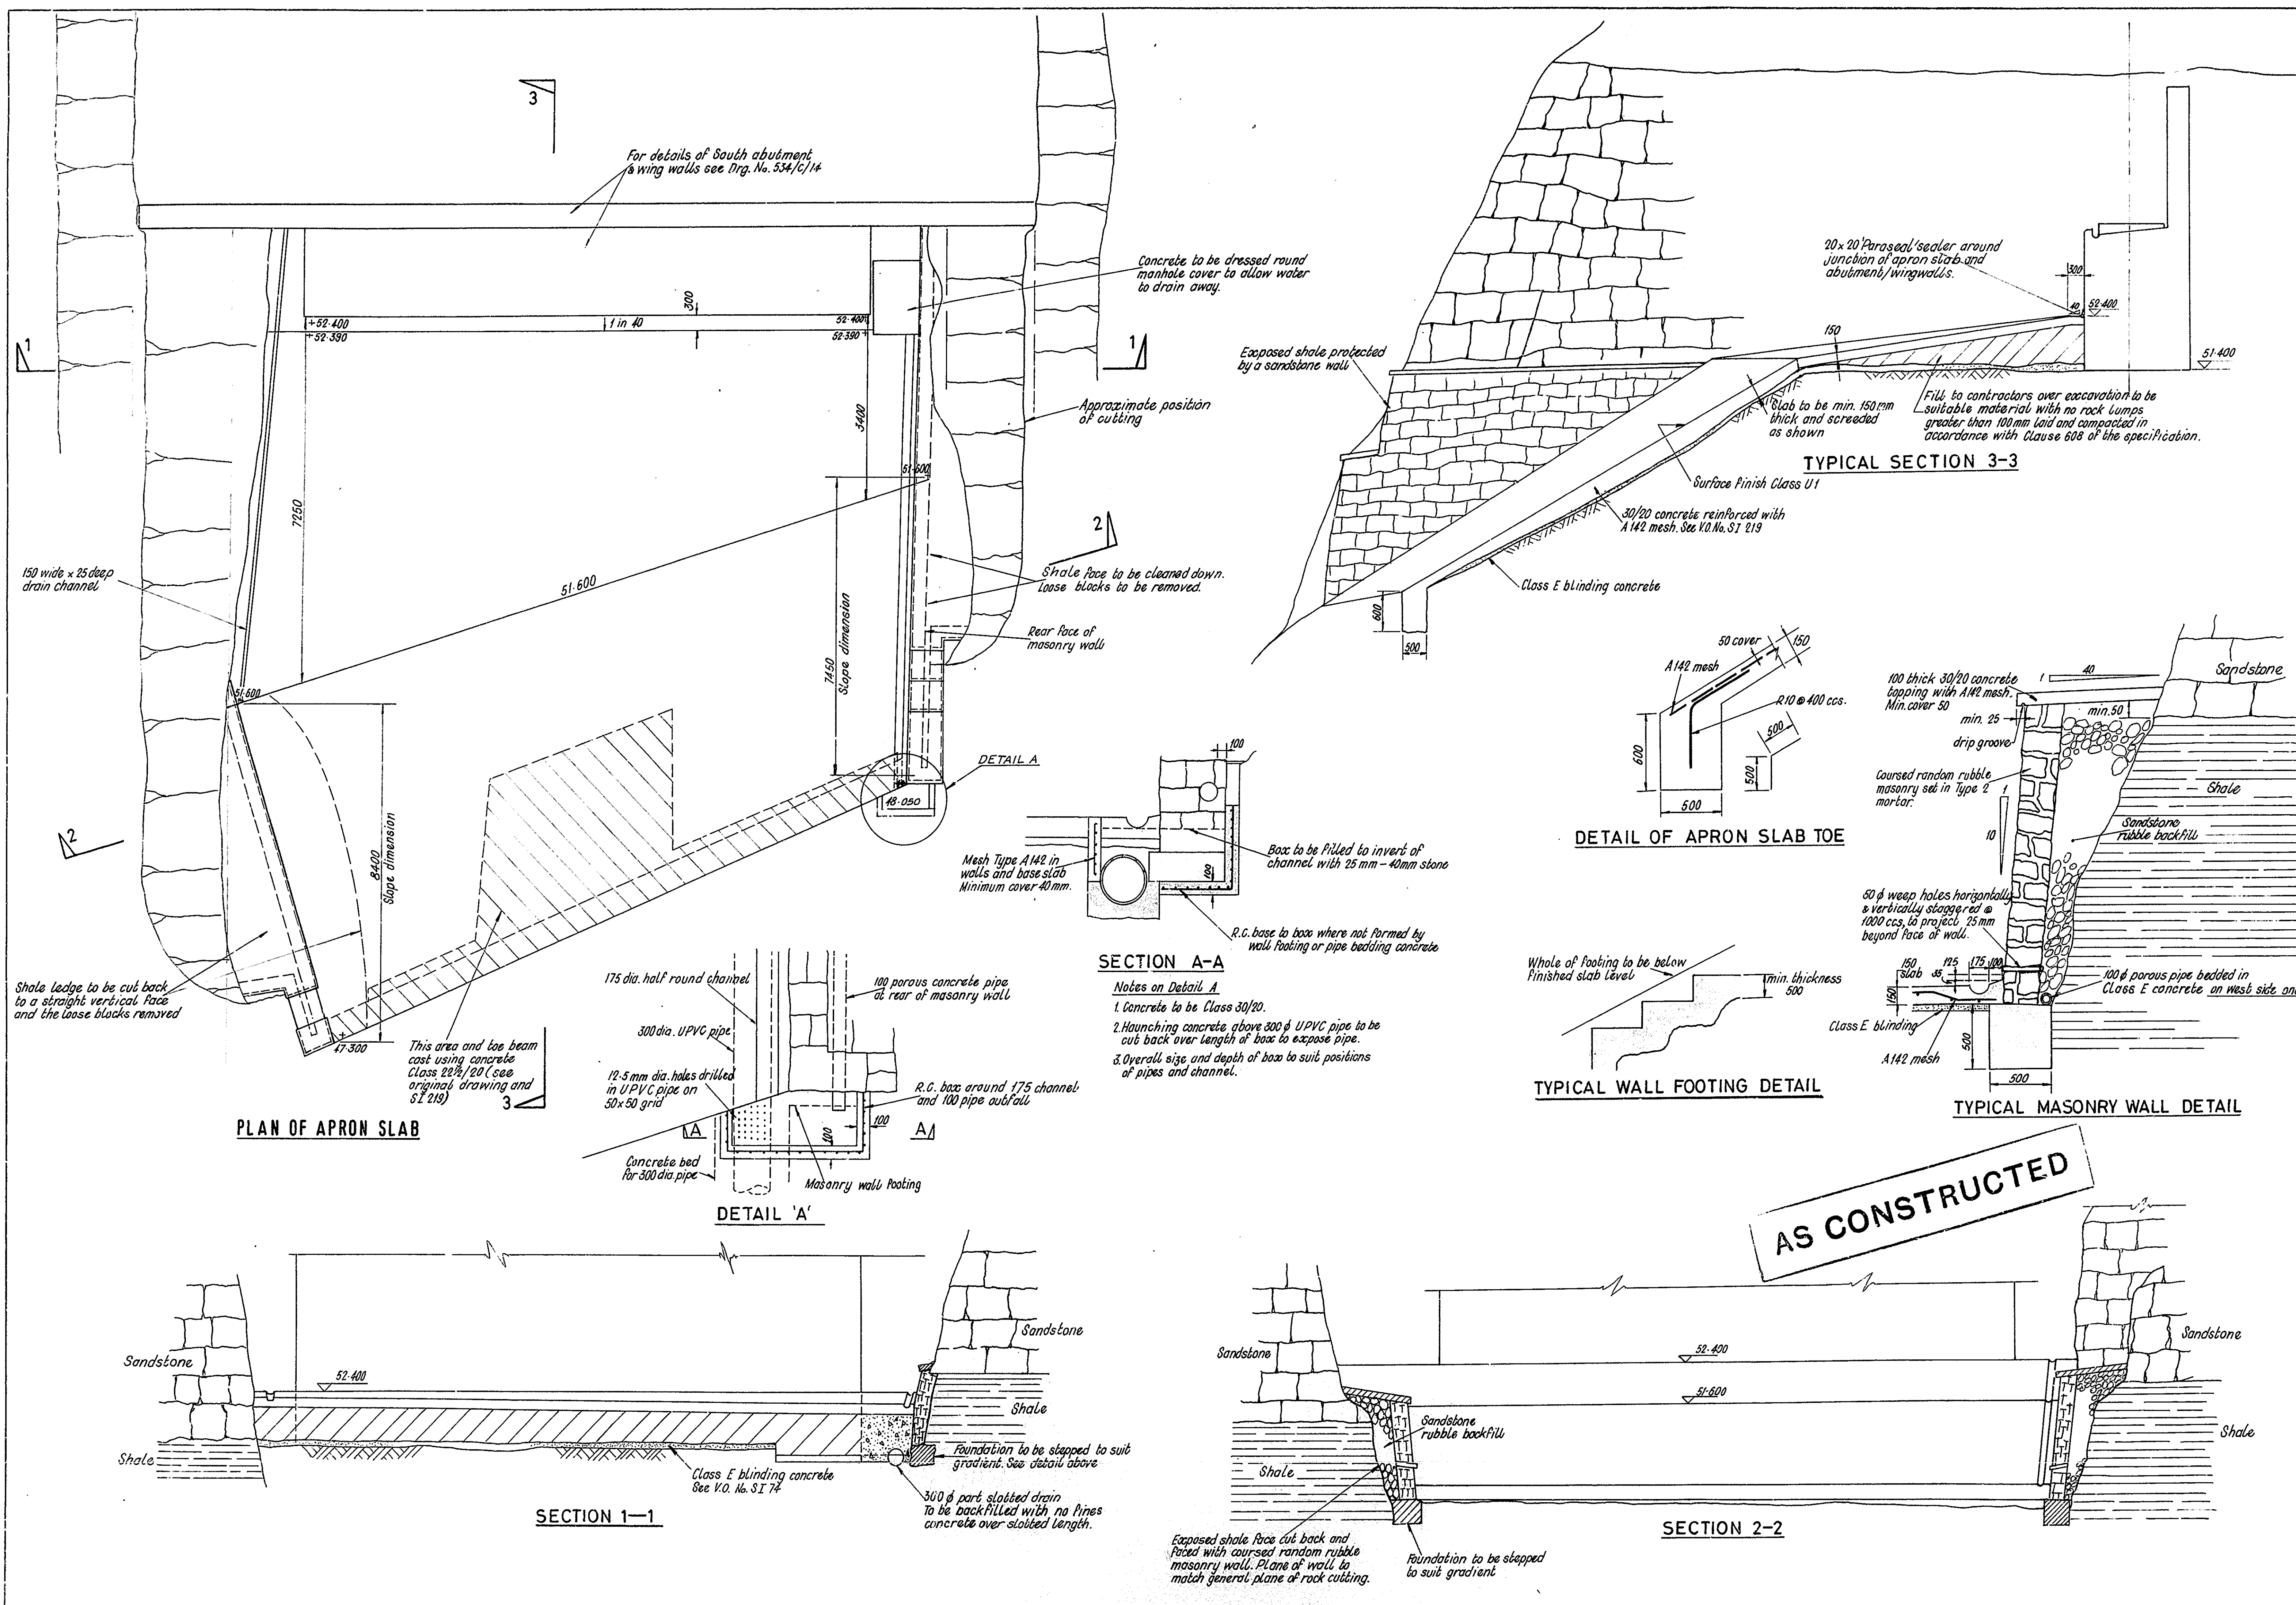 3
For details of South abutment
& wing walls see Drg. No. 534/C/14
Concrete to be dressed round
manhole cover to allow water
to drain away.
300
+52·400
1 in 40
52·400
+52·390
52·390 +
1
1
3400
Approximate position
of cutting
51·600
7250
2
150 wide x 25 deep
drain channel
51·600
Shale face to be cleaned down.
Loose blocks to be removed.
Rear face of
masonry wall
7450
Slope dimension
51·600
DETAIL A
48·050
2
8400
Slope dimension
Shale ledge to be cut back
to a straight vertical face
and the loose blocks removed
47·300
This area and toe beam
cast using concrete
Class 22½/20 (see
original drawing and
SI 219)
3
PLAN OF APRON SLAB
20 x 20 'Paraseal' sealer around
junction of apron slab and
abutment/wingwalls.
300
40
52·400
150
51·400
Exposed shale protected
by a sandstone wall
Slab to be min. 150mm
thick and screeded
as shown
Fill to contractors over excavation to be
suitable material with no rock lumps
greater than 100mm laid and compacted in
accordance with Clause 608 of the specification.
TYPICAL SECTION 3-3
Surface finish Class U1
30/20 concrete reinforced with
A142 mesh. See V.O. No. SI 219
Class E blinding concrete
600
500
50 cover
150
A142 mesh
R10 @ 400 ccs.
600
500
500
500
DETAIL OF APRON SLAB TOE
100 thick 30/20 concrete
topping with A142 mesh.
Min. cover 50
1
40
Sandstone
min. 25
min. 50
drip groove
Coursed random rubble
masonry set in Type 2
mortar.
1
10
Shale
Sandstone
rubble backfill
50 ϕ weep holes horizontally
& vertically staggered @
1000 ccs, to project 25mm
beyond face of wall.
150
slab
125
35
175
100
150
100 ϕ porous pipe bedded in
Class E concrete on west side
Class E blinding
A142 mesh
500
500
TYPICAL MASONRY WALL DETAIL
100
Mesh Type A142 in
walls and base slab
Minimum cover 40mm.
Box to be filled to invert of
channel with 25 mm – 40mm stone
100
R.C. base to box where not formed by
wall footing or pipe bedding concrete
SECTION A-A
Notes on Detail A
1. Concrete to be Class 30/20.
2. Haunching concrete above 300 ϕ UPVC pipe to be
cut back over length of box to expose pipe.
3. Overall size and depth of box to suit positions
of pipes and channel.
Whole of footing to be below
finished slab level
min. thickness
500
TYPICAL WALL FOOTING DETAIL
175 dia. half round channel
100 porous concrete pipe
at rear of masonry wall
300 dia. UPVC pipe
12·5 mm dia. holes drilled
in UPVC pipe on
50x50 grid
R.C. box around 175 channel
and 100 pipe outfall
A
100
100
A
Concrete bed
for 300 dia. pipe
Masonry wall footing
DETAIL 'A'
AS CONSTRUCTED
Sandstone
Sandstone
52·400
Shale
Shale
Class E blinding concrete
See V.O. No. SI 74
Foundation to be stepped to suit
gradient. See detail above
300 ϕ part slotted drain
To be backfilled with no fines
concrete over slotted length.
SECTION 1—1
Sandstone
52·400
Sandstone
51·600
Sandstone
rubble backfill
Shale
Shale
Exposed shale face cut back and
faced with coursed random rubble
masonry wall. Plane of wall to
match general plane of rock cutting.
Foundation to be stepped
to suit gradient
SECTION 2-2